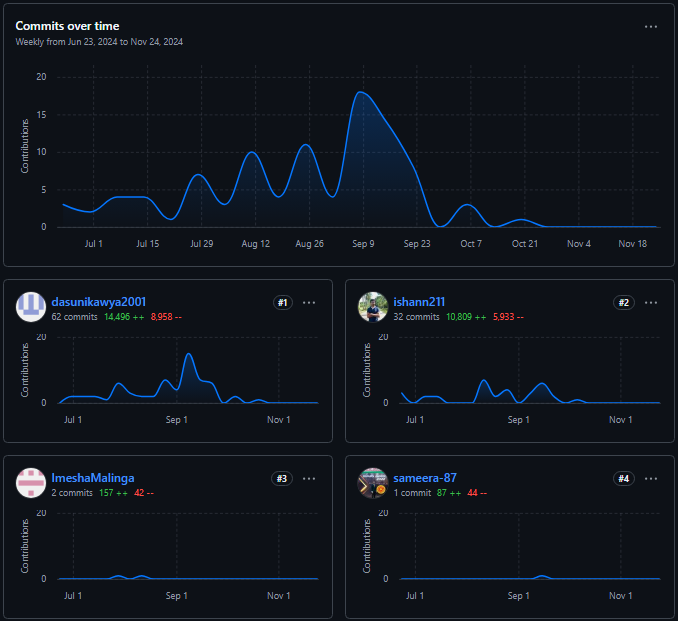 Commits over time
Weekly from Jun 23, 2024 to Nov 24, 2024
Contributions
20
15
10
5
0
Jul 1 Jul 15 Jul 29 Aug 12 Aug 26 Sep 9 Sep 23 Oct 7 Oct 21 Nov 4 Nov 18
dasunikawya2001 #1
62 commits 14,496 ++ 8,958 --
Contributions
20
0
Jul 1 Sep 1 Nov 1
ishann211 #2
32 commits 10,809 ++ 5,933 --
Contributions
20
0
Jul 1 Sep 1 Nov 1
ImeshaMalinga #3
2 commits 157 ++ 42 --
Contributions
20
0
Jul 1 Sep 1 Nov 1
sameera-87 #4
1 commit 87 ++ 44 --
Contributions
20
0
Jul 1 Sep 1 Nov 1